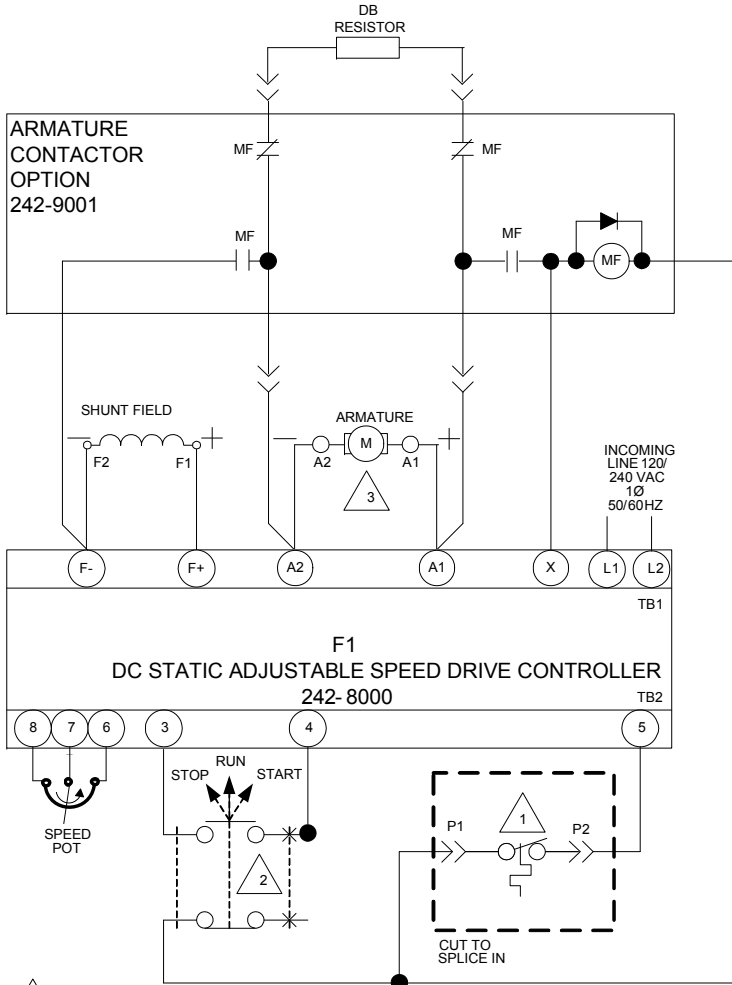 DB
RESISTOR
ARMATURE
CONTACTOR
OPTION
242-9001
MF
MF
MF
MF
MF
SHUNT FIELD
ARMATURE
INCOMING
LINE 120/
240 VAC
1Ø
50/60HZ
F2
F1
A2
M
A1
3
F-
F+
A2
A1
X
L1
L2
TB1
F1
DC STATIC ADJUSTABLE SPEED DRIVE CONTROLLER
242- 8000
TB2
8
7
6
3
4
5
SPEED
POT
STOP
RUN
START
2
P1
1
P2
CUT TO
SPLICE IN